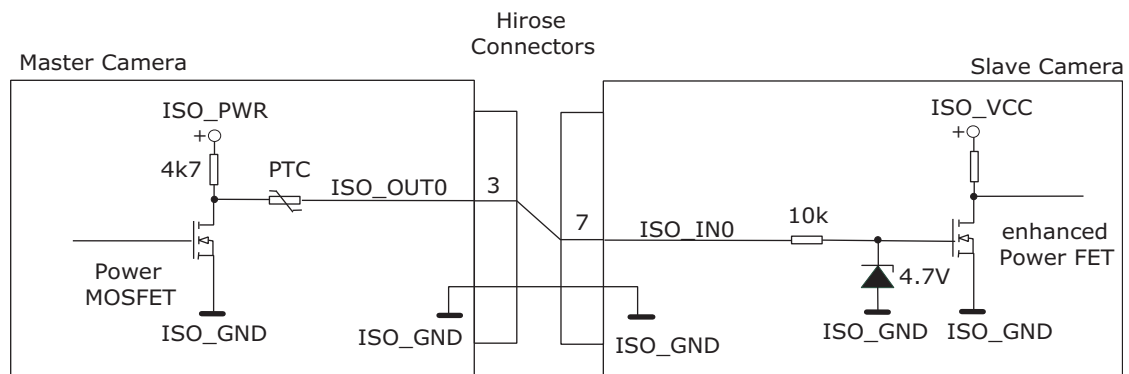 Hirose
Connectors
Master Camera
Slave Camera
ISO_PWR
+
4k7
PTC
ISO_OUT0
3
Power
MOSFET
ISO_GND
ISO_GND
7
ISO_IN0
10k
4.7V
ISO_VCC
+
enhanced
Power FET
ISO_GND
ISO_GND
ISO_GND